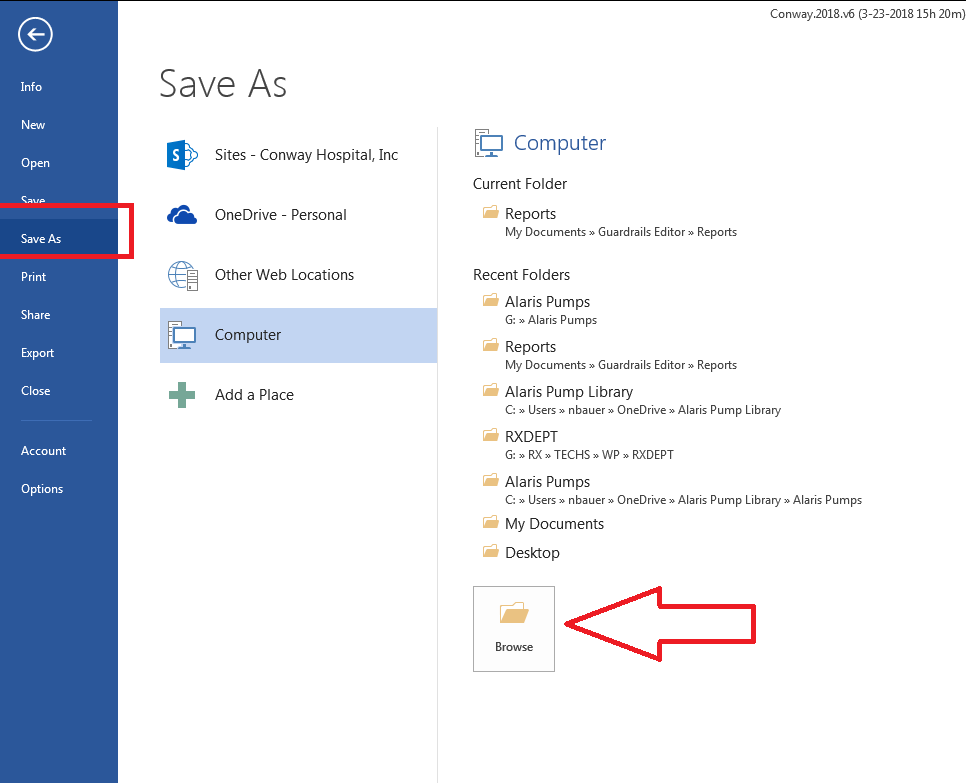 Conway.2018.v6 (3-23-2018 15h 20m)
Info
New
Open
Save
Save As
Print
Share
Export
Close
Account
Options
Save As
S
Sites - Conway Hospital, Inc
OneDrive - Personal
Other Web Locations
Computer
Add a Place
Computer
Current Folder
Reports
My Documents » Guardrails Editor » Reports
Recent Folders
Alaris Pumps
G: » Alaris Pumps
Reports
My Documents » Guardrails Editor » Reports
Alaris Pump Library
C: » Users » nbauer » OneDrive » Alaris Pump Library
RXDEPT
G: » RX » TECHS » WP » RXDEPT
Alaris Pumps
C: » Users » nbauer » OneDrive » Alaris Pump Library » Alaris Pumps
My Documents
Desktop
Browse